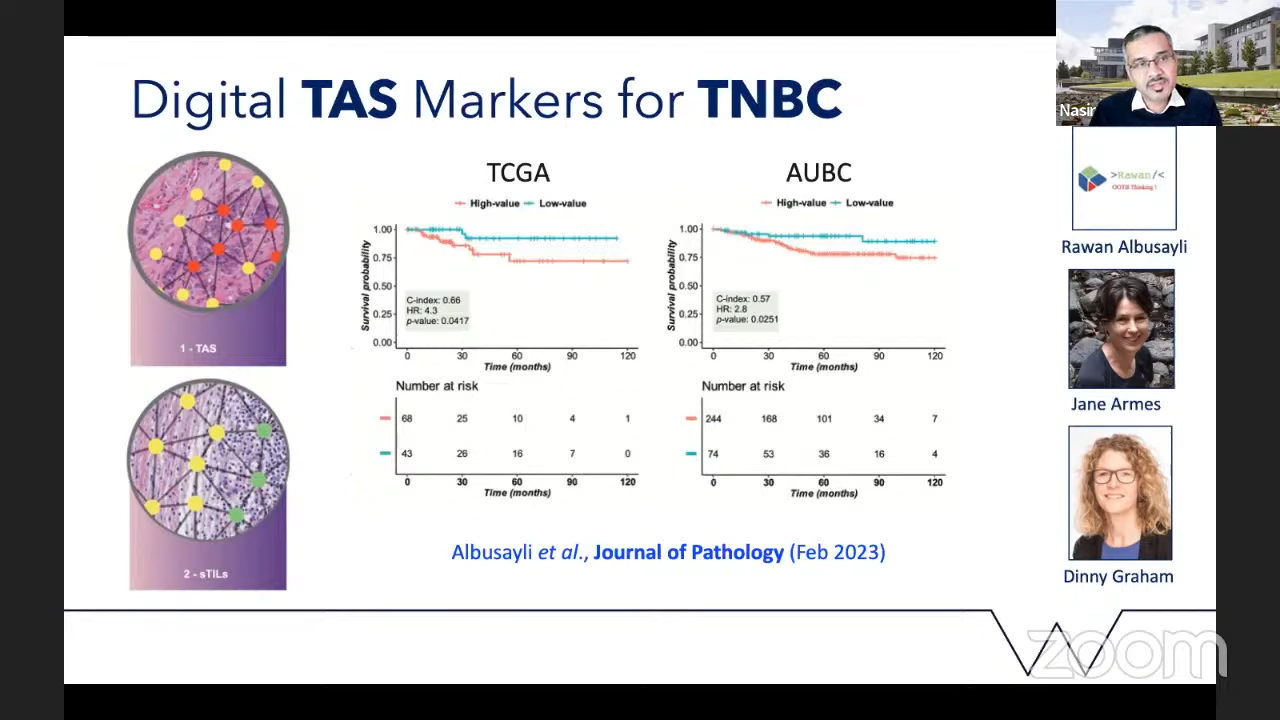 Digital TAS Markers for TNBC
Nasir
>Rawan/<
OOTB Thinking !
Rawan Albusayli
Jane Armes
Dinny Graham
1 - TAS
2 - sTILs
TCGA
High-value Low-value
Survival probability
1.00
0.75
0.50
0.25
0.00
C-index: 0.66
HR: 4.3
p-value: 0.0417
0 30 60 90 120
Time (months)
Number at risk
68 25 10 4 1
43 26 16 7 0
0 30 60 90 120
Time (months)
AUBC
High-value Low-value
Survival probability
1.00
0.75
0.50
0.25
0.00
C-index: 0.57
HR: 2.8
p-value: 0.0251
0 30 60 90 120
Time (months)
Number at risk
244 168 101 34 7
74 53 36 16 4
0 30 60 90 120
Time (months)
Albusayli et al., Journal of Pathology (Feb 2023)
zoom